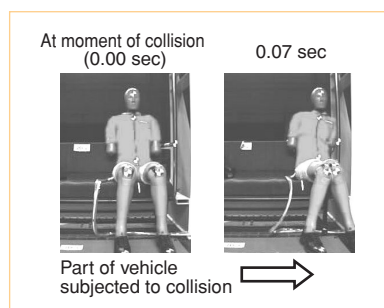 At moment of collision
(0.00 sec)
0.07 sec
Part of vehicle
subjected to collision